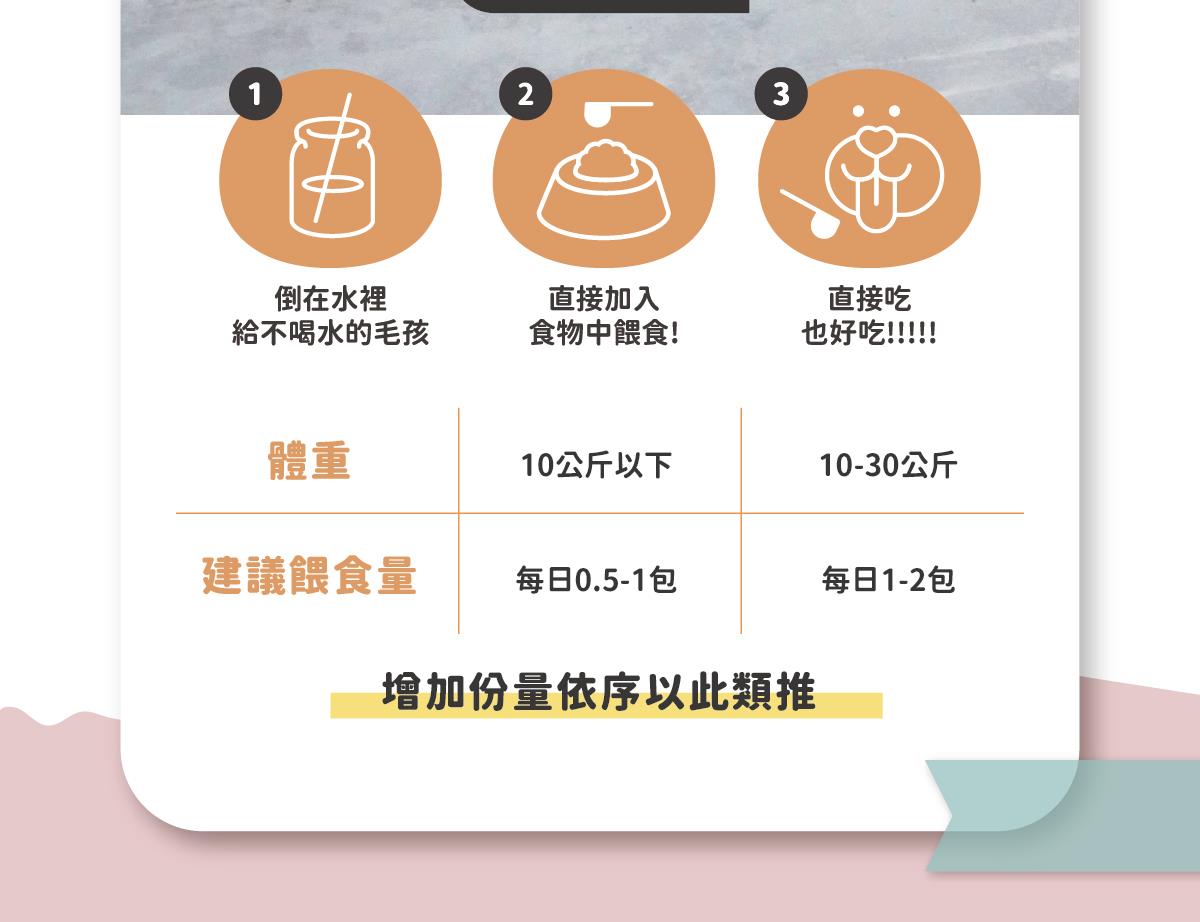 1
2
3
倒在水裡
給不喝水的毛孩
直接加入
食物中餵食!
直接吃
也好吃!!!!!
體重
10公斤以下
10-30公斤
建議餵食量
每日0.5-1包
每日1-2包
增加份量依序以此類推